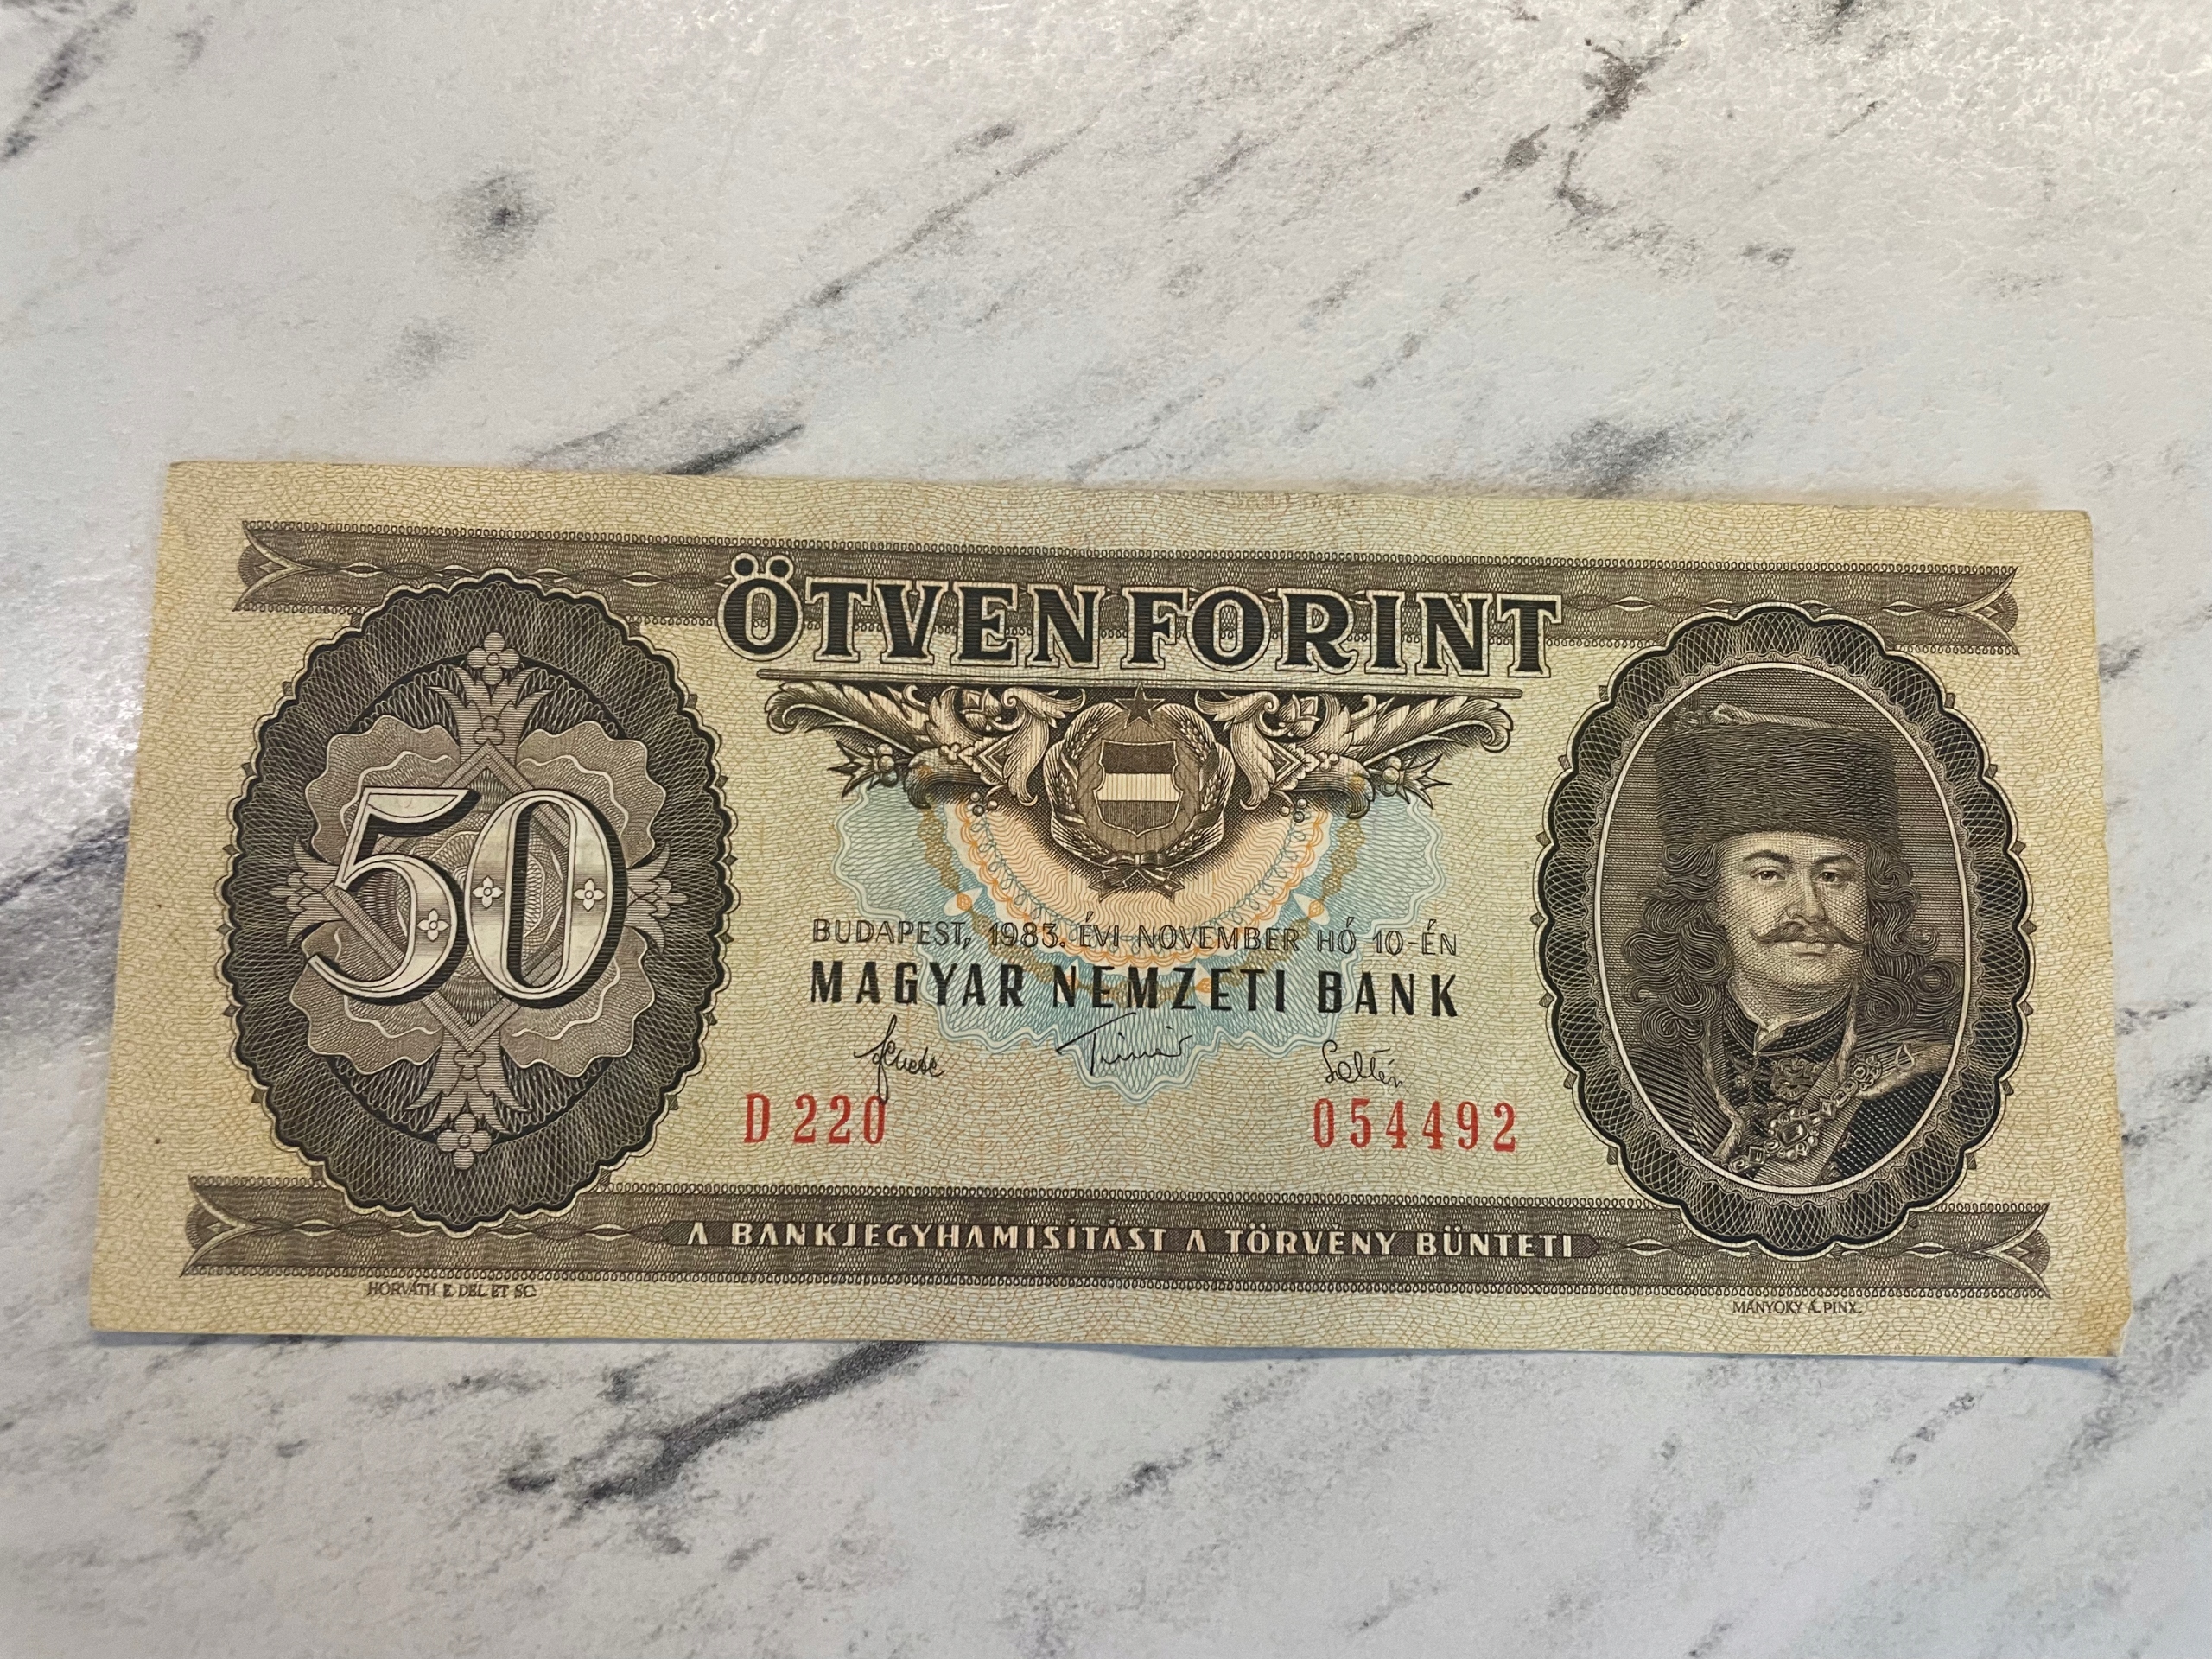 ÖTVEN FORINT
50
BUDAPEST, 1983. ÉVI NOVEMBER HÓ 10-ÉN
MAGYAR NEMZETI BANK
D 220 054492
A BANKJEGYHAMISÍTÁST A TÖRVÉNY BÜNTETI
HORVÁTH E. DEL. ET SC.
MÁNYOKY Á. PINX.